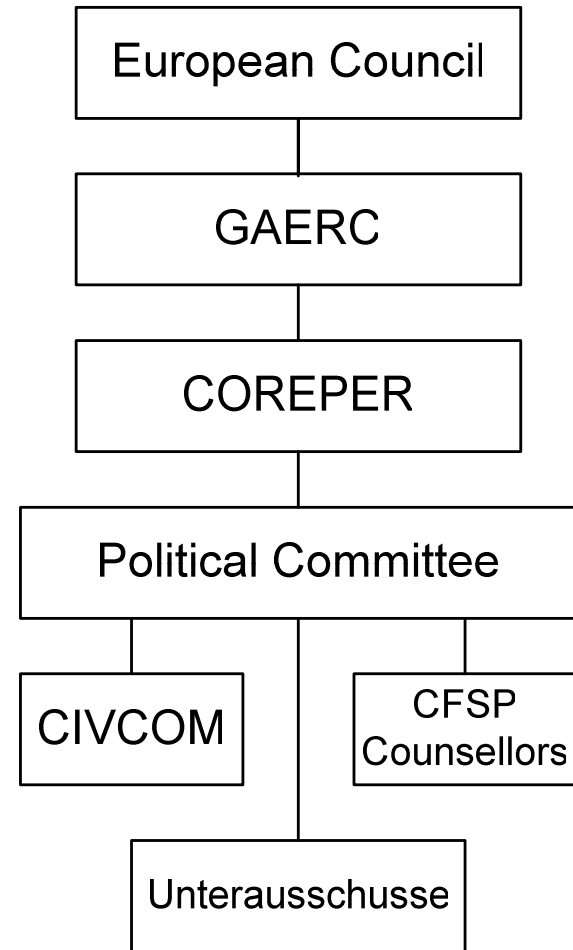 European Council
GAERC
COREPER
Political Committee
CIVCOM
CFSP
Counsellors
Unterausschusse